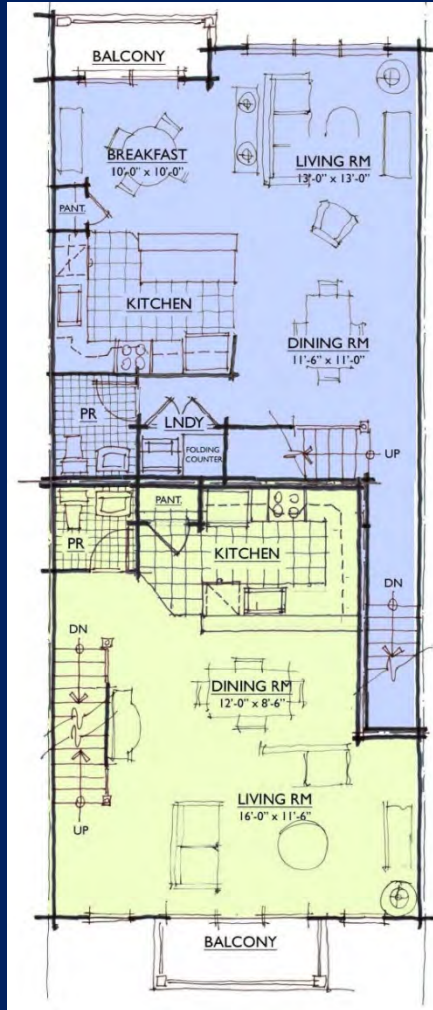 BALCONY
BREAKFAST
10'-0" x 10'-0"
LIVING RM
13'-0" x 13'-0"
PANT.
KITCHEN
DINING RM
11'-6" x 11'-0"
PR
LNDY
FOLDING
COUNTER
UP
PANT.
KITCHEN
PR
DN
DN
DINING RM
12'-0" x 8'-6"
UP
LIVING RM
16'-0" x 11'-6"
BALCONY